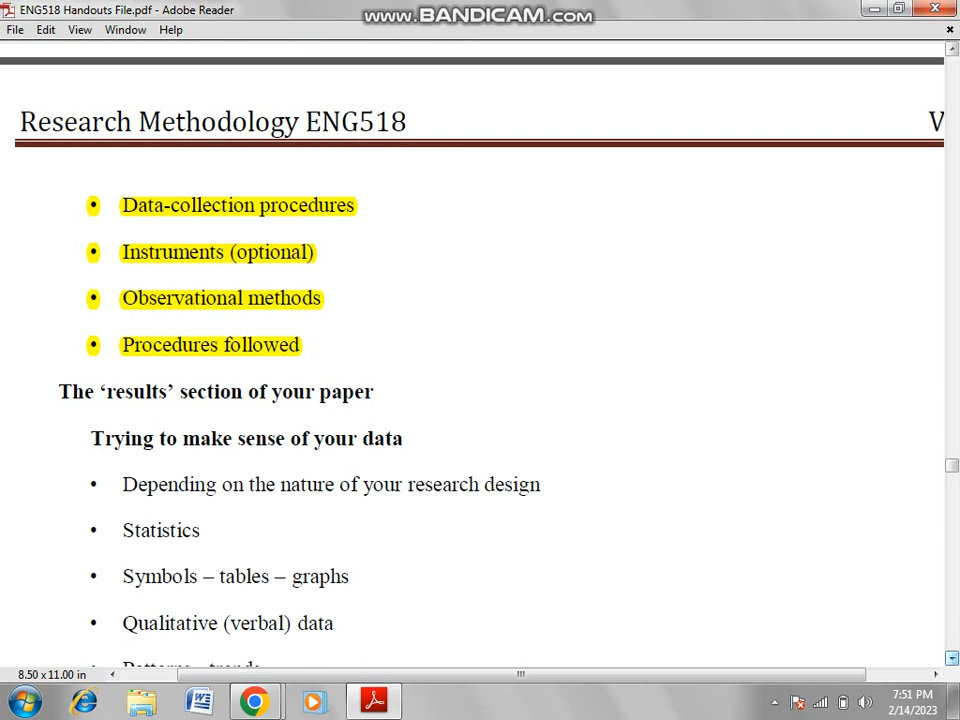 ENG518 Handouts File.pdf - Adobe Reader
www.BANDICAM.com
File Edit View Window Help
Research Methodology ENG518 V
• Data-collection procedures
• Instruments (optional)
• Observational methods
• Procedures followed
The ‘results’ section of your paper
Trying to make sense of your data
• Depending on the nature of your research design
• Statistics
• Symbols – tables – graphs
• Qualitative (verbal) data
8.50 x 11.00 in
7:51 PM
2/14/2023